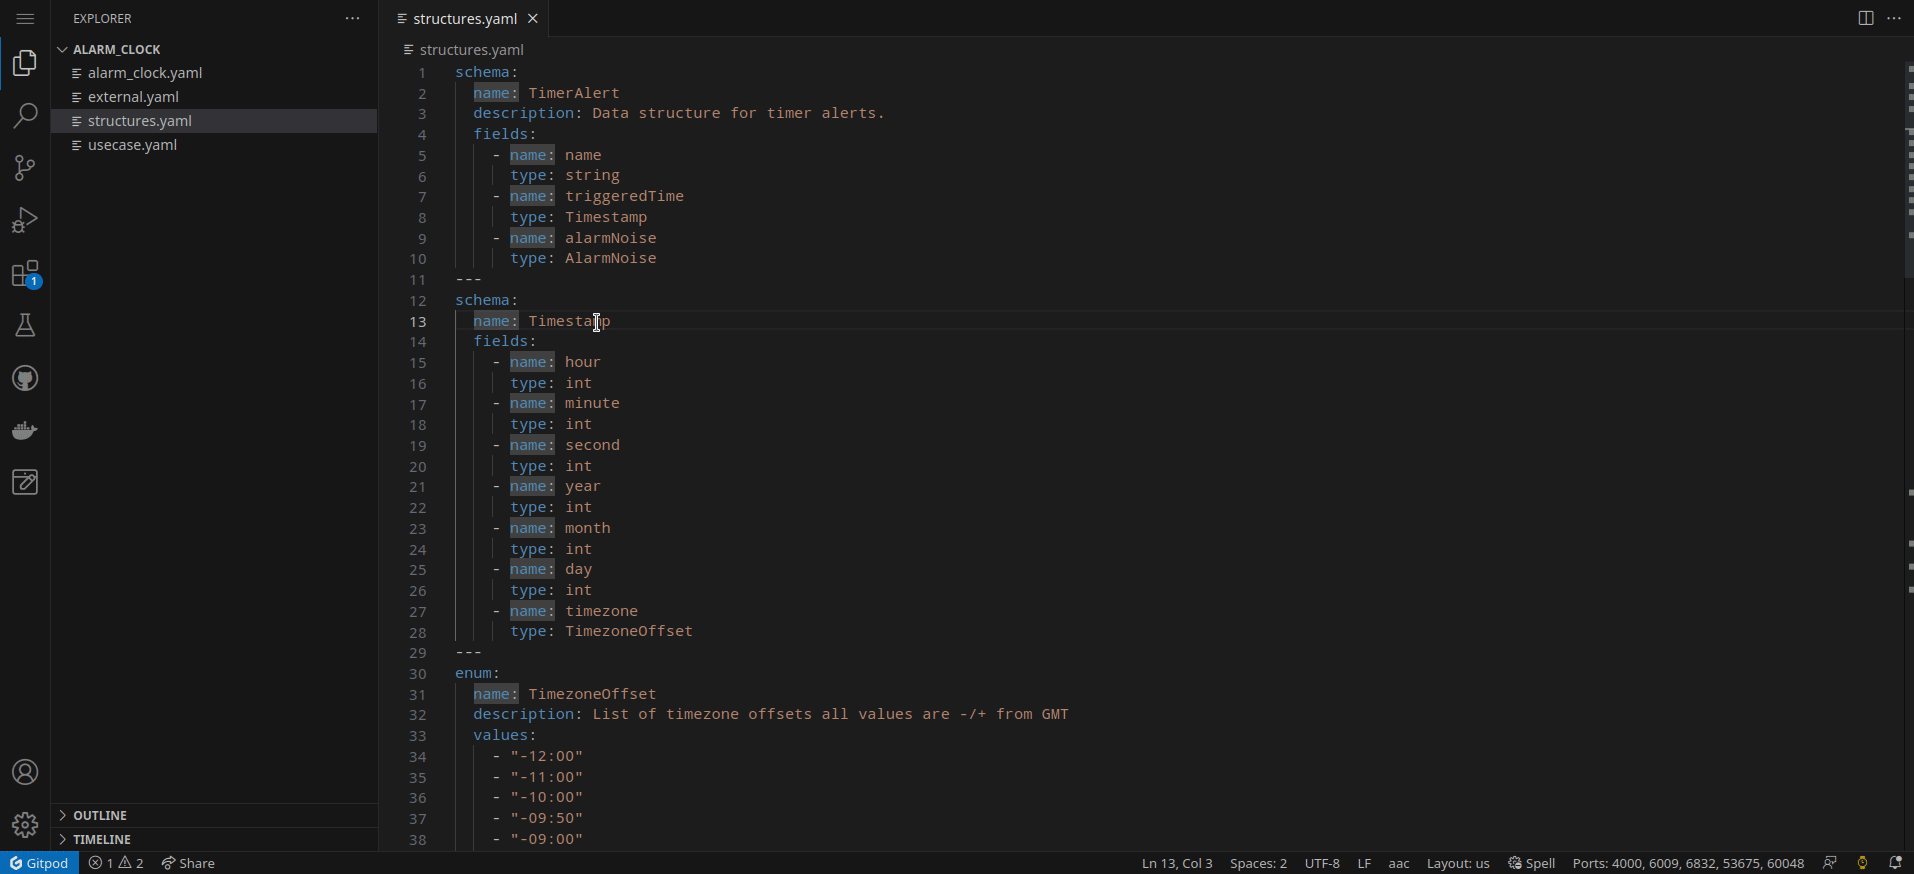 EXPLORER
ALARM_CLOCK
alarm_clock.yaml
external.yaml
structures.yaml
usecase.yaml
OUTLINE
TIMELINE
1
structures.yaml
structures.yaml
1 schema:
2 name: TimerAlert
3 description: Data structure for timer alerts.
4 fields:
5 - name: name
6 type: string
7 - name: triggeredTime
8 type: Timestamp
9 - name: alarmNoise
10 type: AlarmNoise
11 ---
12 schema:
13 name: Timestamp
14 fields:
15 - name: hour
16 type: int
17 - name: minute
18 type: int
19 - name: second
20 type: int
21 - name: year
22 type: int
23 - name: month
24 type: int
25 - name: day
26 type: int
27 - name: timezone
28 type: TimezoneOffset
29 ---
30 enum:
31 name: TimezoneOffset
32 description: List of timezone offsets all values are -/+ from GMT
33 values:
34 - "-12:00"
35 - "-11:00"
36 - "-10:00"
37 - "-09:50"
38 - "-09:00"
Gitpod 1 2 Share Ln 13, Col 3 Spaces: 2 UTF-8 LF aac Layout: us Spell Ports: 4000, 6009, 6832, 53675, 60048